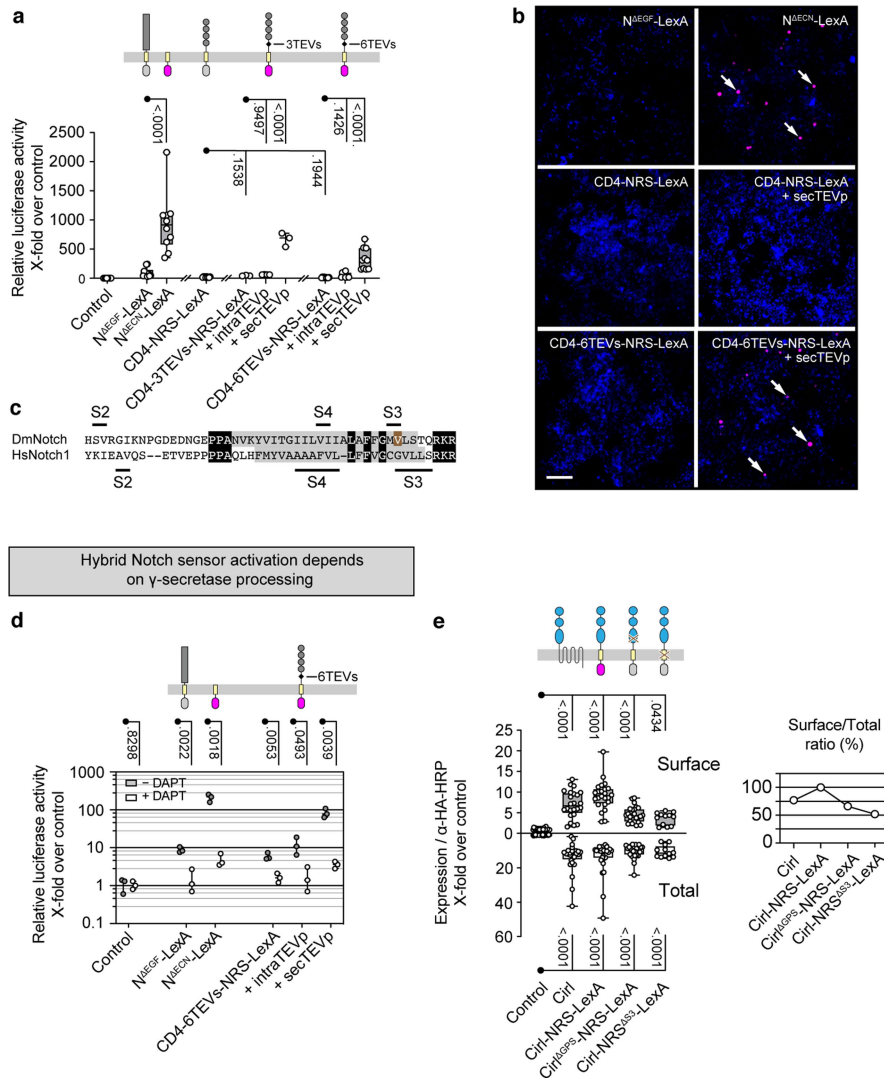 a
3TEVs
6TEVs
<.0001
.9497
<.0001
.1426
<.0001
.1538
.1944
Relative luciferase activity
X-fold over control
2500
2000
1500
1000
500
0
Control
NΔEGF-LexA
NΔECN-LexA
CD4-NRS-LexA
CD4-3TEVs-NRS-LexA
+ intraTEVp
+ secTEVp
CD4-6TEVs-NRS-LexA
+ intraTEVp
+ secTEVp
b
NΔEGF-LexA
NΔECN-LexA
CD4-NRS-LexA
CD4-NRS-LexA
+ secTEVp
CD4-6TEVs-NRS-LexA
CD4-6TEVs-NRS-LexA
+ secTEVp
c
S2 S4 S3
DmNotch HSVRGIKNPGDEDNGEPPANVKYVITGIILVIIALAFFGMVLSTQRKR
HsNotch1 YKIEAVQS--ETVEPPPPAQLHFMYVAAAAFVL-LFFVGCGVLLSRKR
S2 S4 S3
Hybrid Notch sensor activation depends
on γ-secretase processing
d
6TEVs
.8298
.0022
.0018
.0053
.0493
.0039
Relative luciferase activity
X-fold over control
1000
100
10
1
0.1
− DAPT
+ DAPT
Control
NΔEGF-LexA
NΔECN-LexA
CD4-6TEVs-NRS-LexA
+ intraTEVp
+ secTEVp
e
<.0001
<.0001
<.0001
.0434
Expression / α-HA-HRP
X-fold over control
25
20
15
10
5
0
10
20
30
40
50
60
Surface
Total
<.0001
<.0001
<.0001
<.0001
Control
Cirl
Cirl-NRS-LexA
CirlΔGPS-NRS-LexA
Cirl-NRSΔS3-LexA
Surface/Total
ratio (%)
100
50
0
Cirl
Cirl-NRS-LexA
CirlΔGPS-NRS-LexA
Cirl-NRSΔS3-LexA